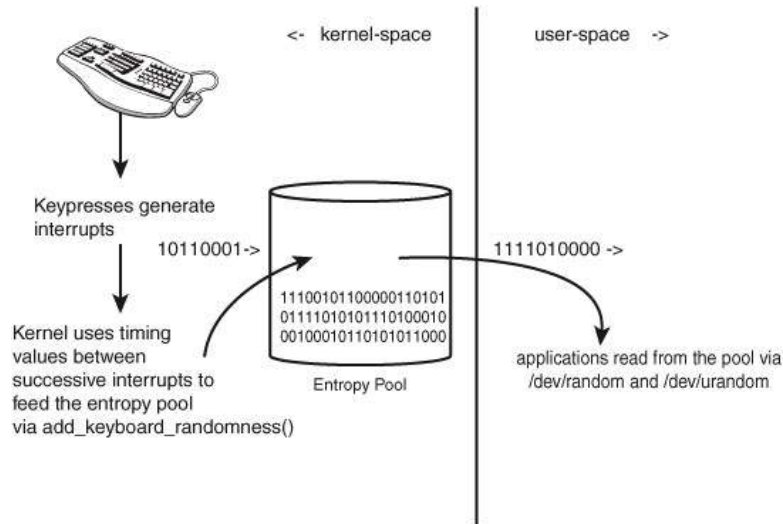 <- kernel-space
user-space ->
Keypresses generate
interrupts
10110001->
1111010000 ->
11100101100000110101
01111010101110100010
00100010110101011000
Entropy Pool
Kernel uses timing
values between
successive interrupts to
feed the entropy pool
via add_keyboard_randomness()
applications read from the pool via
/dev/random and /dev/urandom